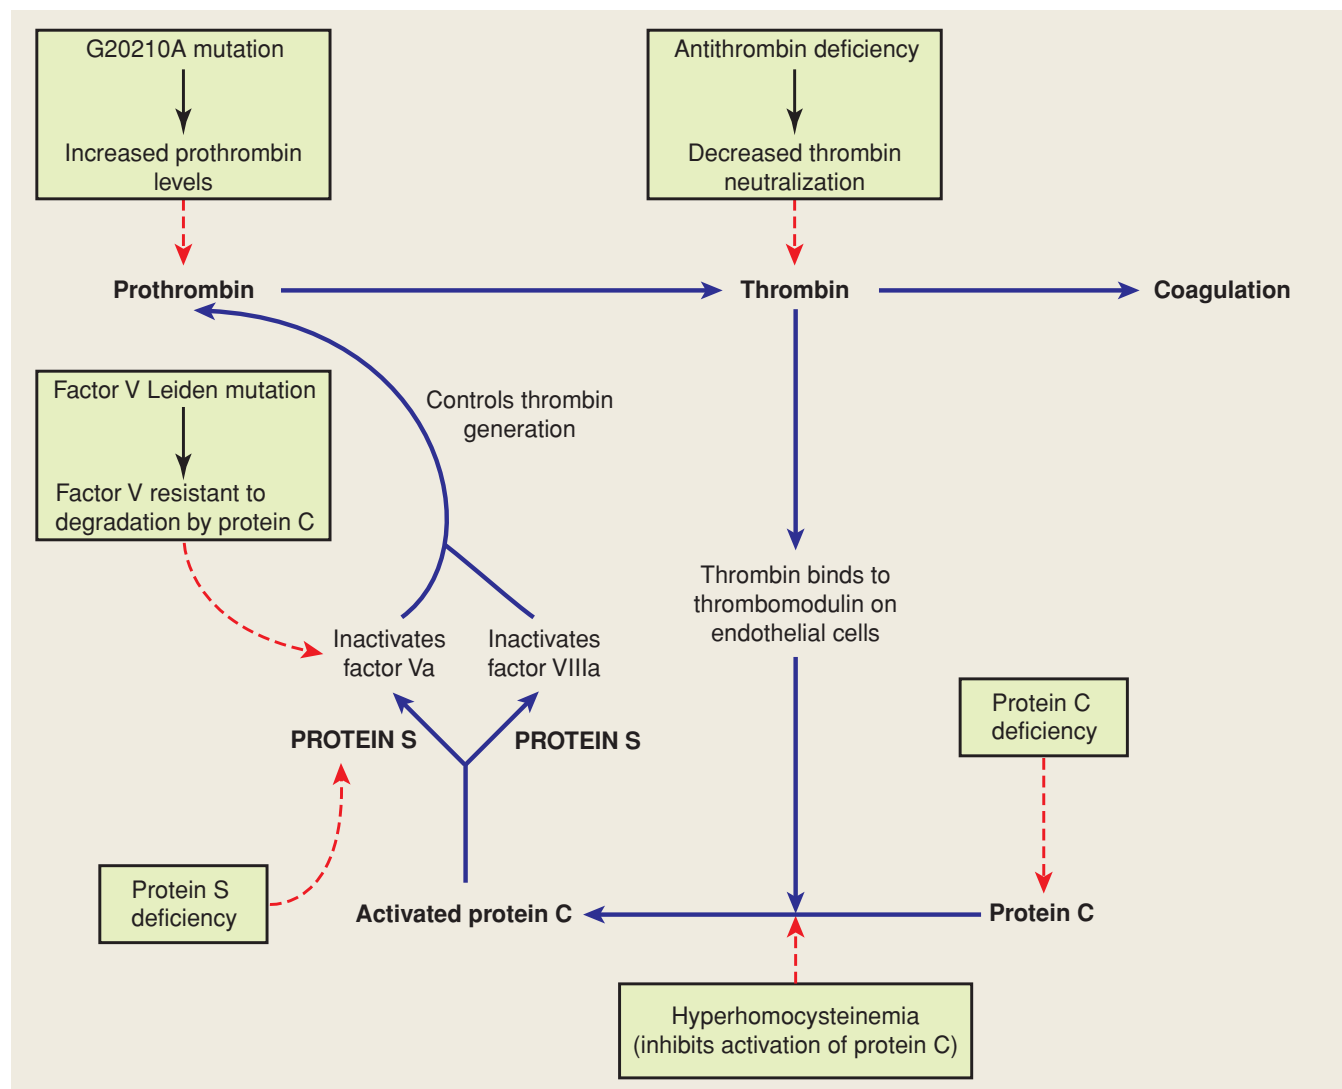 G20210A mutation
Increased prothrombin
levels
Antithrombin deficiency
Decreased thrombin
neutralization
Prothrombin
Thrombin
Coagulation
Factor V Leiden mutation
Factor V resistant to
degradation by protein C
Controls thrombin
generation
Thrombin binds to
thrombomodulin on
endothelial cells
Inactivates
factor Va
Inactivates
factor VIIIa
PROTEIN S
PROTEIN S
Protein C
deficiency
Protein S
deficiency
Activated protein C
Protein C
Hyperhomocysteinemia
(inhibits activation of protein C)